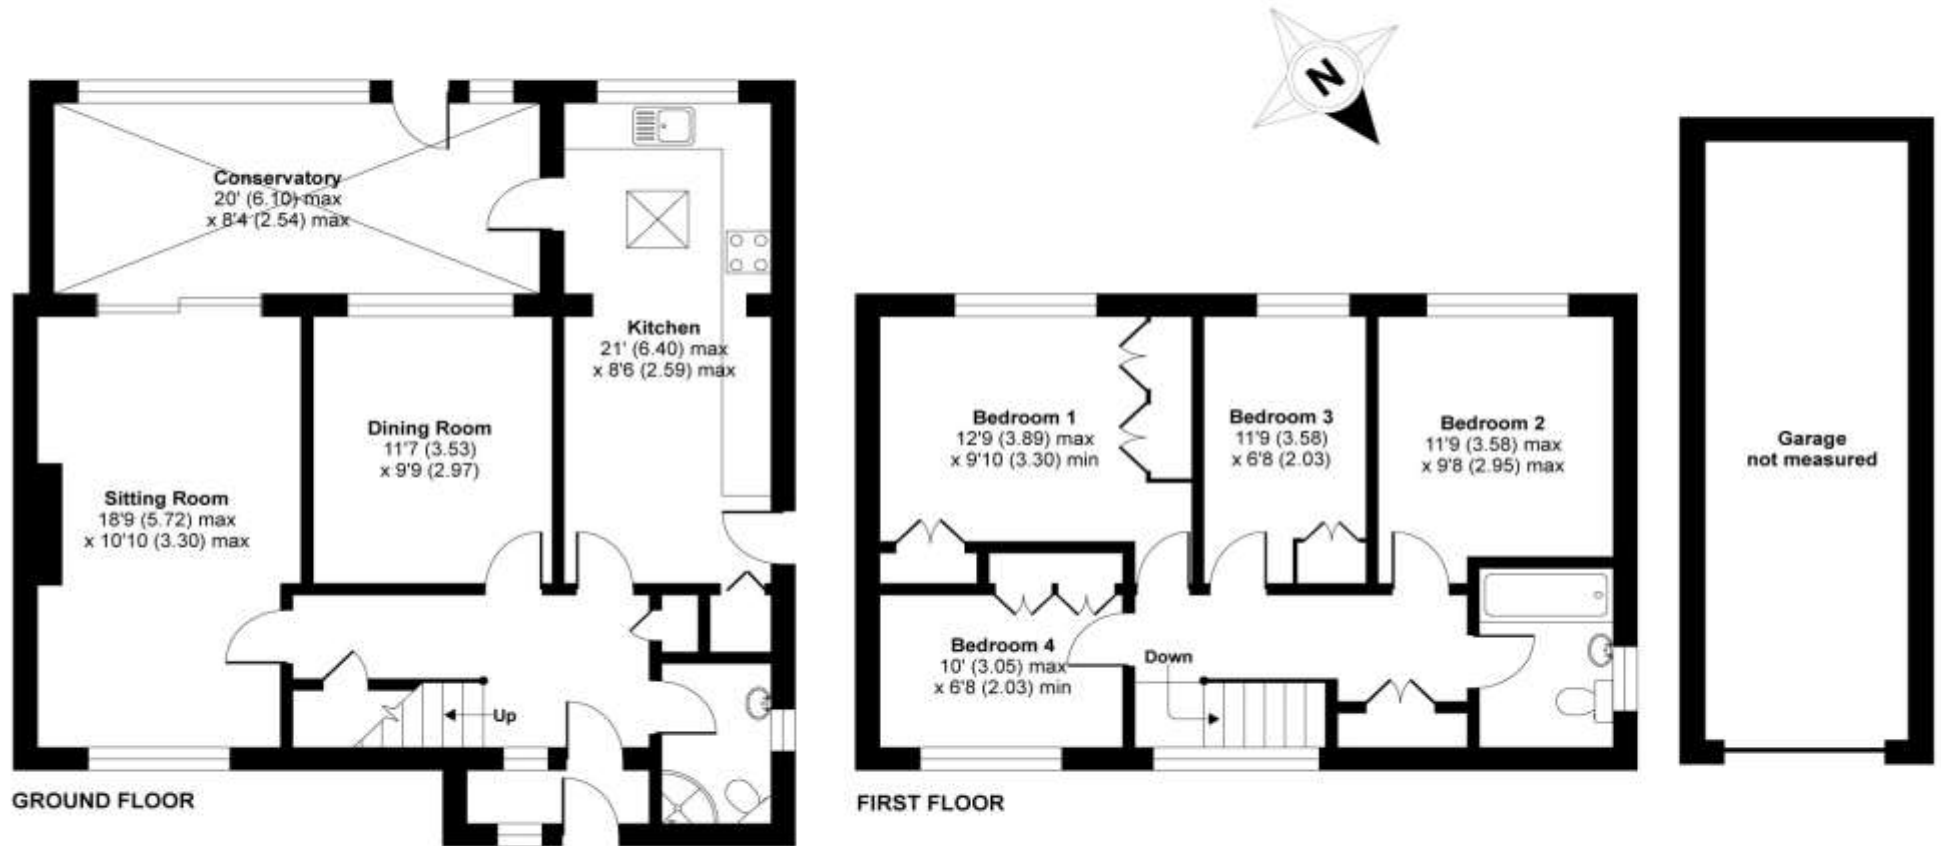 N
Conservatory
20' (6.10) max
x 8'4 (2.54) max
Kitchen
21' (6.40) max
x 8'6 (2.59) max
Dining Room
11'7 (3.53)
x 9'9 (2.97)
Sitting Room
18'9 (5.72) max
x 10'10 (3.30) max
Up
GROUND FLOOR
Bedroom 1
12'9 (3.89) max
x 9'10 (3.30) min
Bedroom 3
11'9 (3.58)
x 6'8 (2.03)
Bedroom 2
11'9 (3.58) max
x 9'8 (2.95) max
Bedroom 4
10' (3.05) max
x 6'8 (2.03) min
Down
FIRST FLOOR
Garage
not measured